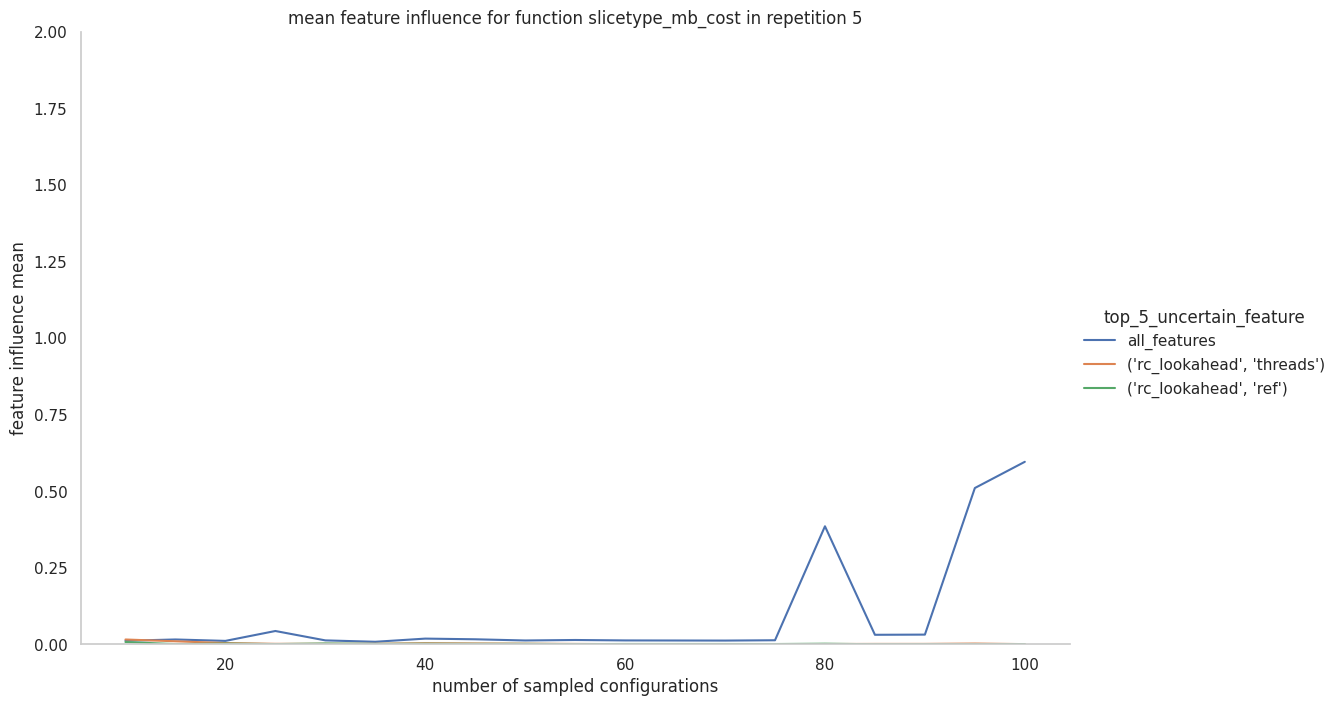 mean feature influence for function slicetype_mb_cost in repetition 5
2.00
1.75
1.50
1.25
1.00
0.75
0.50
0.25
0.00
feature influence mean
20
40
60
80
100
number of sampled configurations
top_5_uncertain_feature
all_features
('rc_lookahead', 'threads')
('rc_lookahead', 'ref')